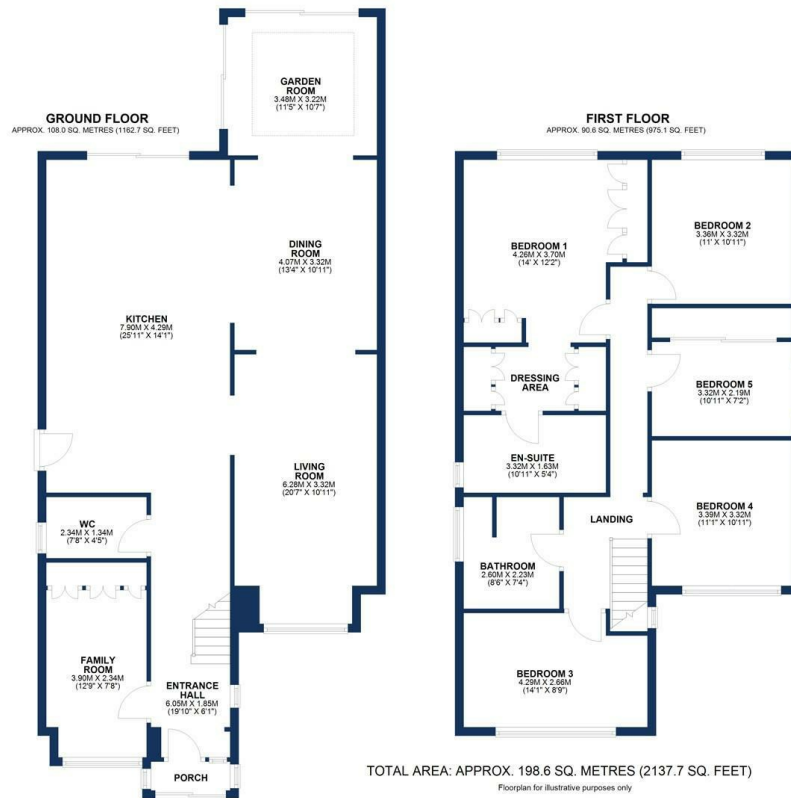 GROUND FLOOR
APPROX. 108.0 SQ. METRES (1162.7 SQ. FEET)
GARDEN
ROOM
3.48M X 3.22M
(11'5" X 10'7")
DINING
ROOM
4.07M X 3.32M
(13'4" X 10'11")
KITCHEN
7.90M X 4.29M
(25'11" X 14'1")
LIVING
ROOM
6.28M X 3.32M
(20'7" X 10'11")
WC
2.34M X 1.34M
(7'8" X 4'5")
FAMILY
ROOM
3.90M X 2.34M
(12'9" X 7'8")
ENTRANCE
HALL
6.05M X 1.85M
(19'10" X 6'1")
PORCH
FIRST FLOOR
APPROX. 90.6 SQ. METRES (975.1 SQ. FEET)
BEDROOM 1
4.26M X 3.70M
(14' X 12'2")
BEDROOM 2
3.36M X 3.32M
(11' X 10'11")
DRESSING
AREA
BEDROOM 5
3.32M X 2.19M
(10'11" X 7'2")
EN-SUITE
3.32M X 1.63M
(10'11" X 5'4")
BEDROOM 4
3.39M X 3.32M
(11'1" X 10'11")
LANDING
BATHROOM
2.60M X 2.23M
(8'6" X 7'4")
BEDROOM 3
4.29M X 2.66M
(14'1" X 8'9")
TOTAL AREA: APPROX. 198.6 SQ. METRES (2137.7 SQ. FEET)
Floorplan for illustrative purposes only